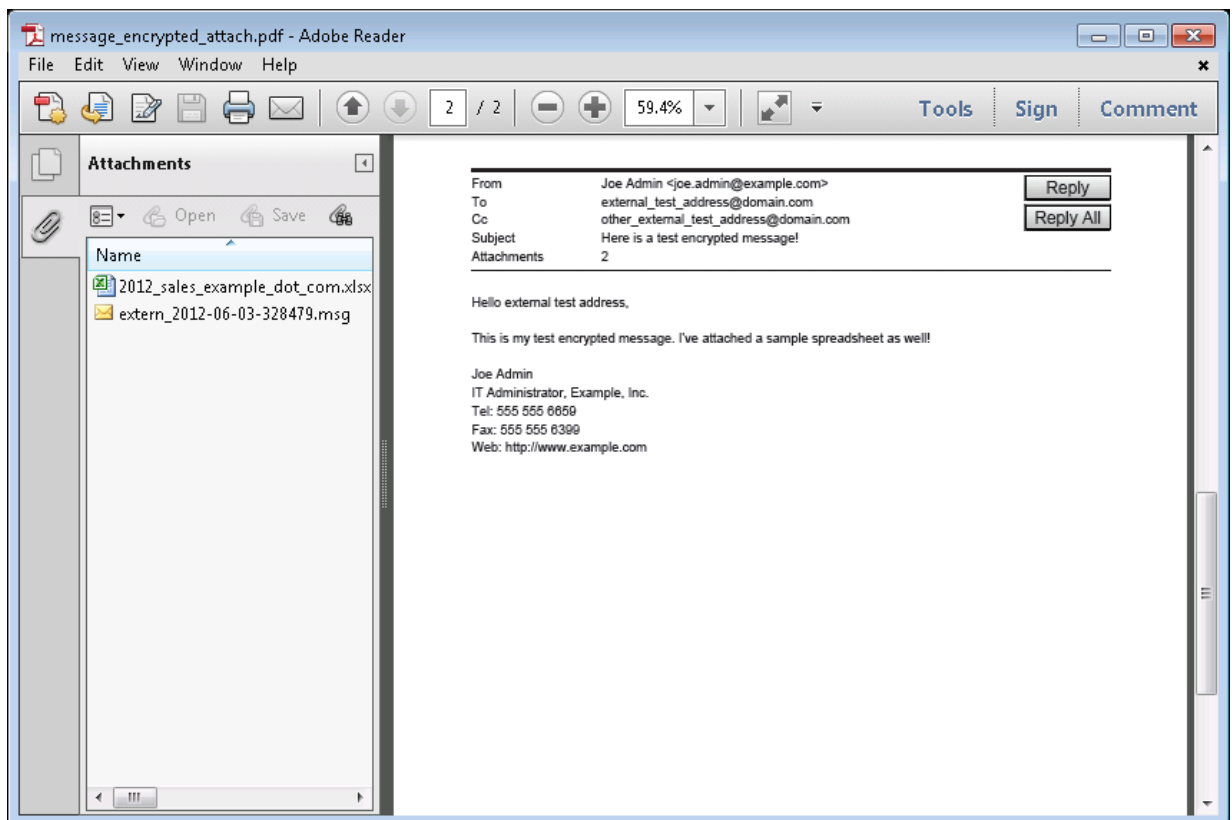 message_encrypted_attach.pdf - Adobe Reader
File Edit View Window Help
2 / 2 59.4% Tools Sign Comment
Attachments
Open Save
Name
2012_sales_example_dot_com.xlsx
extern_2012-06-03-328479.msg
From Joe Admin <joe.admin@example.com>
To external_test_address@domain.com
Cc other_external_test_address@domain.com
Subject Here is a test encrypted message!
Attachments 2
Reply
Reply All
Hello external test address,
This is my test encrypted message. I've attached a sample spreadsheet as well!
Joe Admin
IT Administrator, Example, Inc.
Tel: 555 555 6659
Fax: 555 555 6399
Web: http://www.example.com